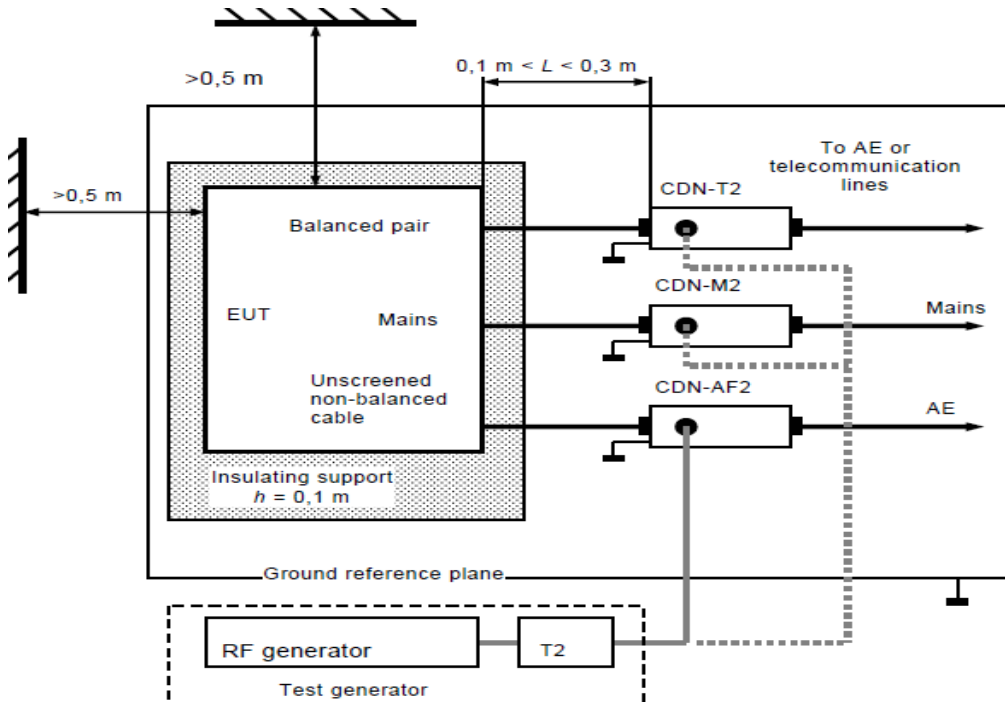 0,1 m < L < 0,3 m
>0,5 m
To AE or
telecommunication
lines
CDN-T2
>0,5 m
Balanced pair
CDN-M2
EUT
Mains
Mains
Unscreened
non-balanced
cable
CDN-AF2
AE
Insulating support
h = 0,1 m
Ground reference plane
RF generator
T2
Test generator